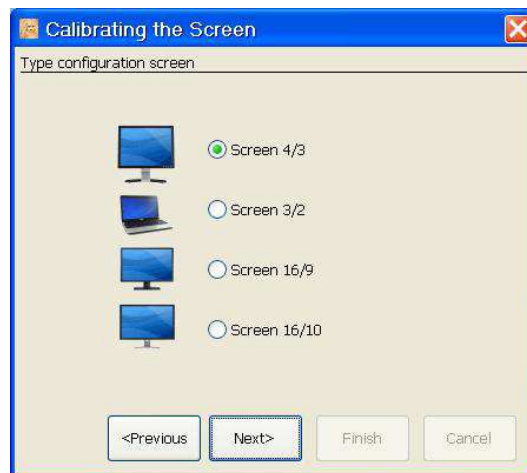 Calibrating the Screen
Type configuration screen
Screen 4/3
Screen 3/2
Screen 16/9
Screen 16/10
<Previous
Next>
Finish
Cancel